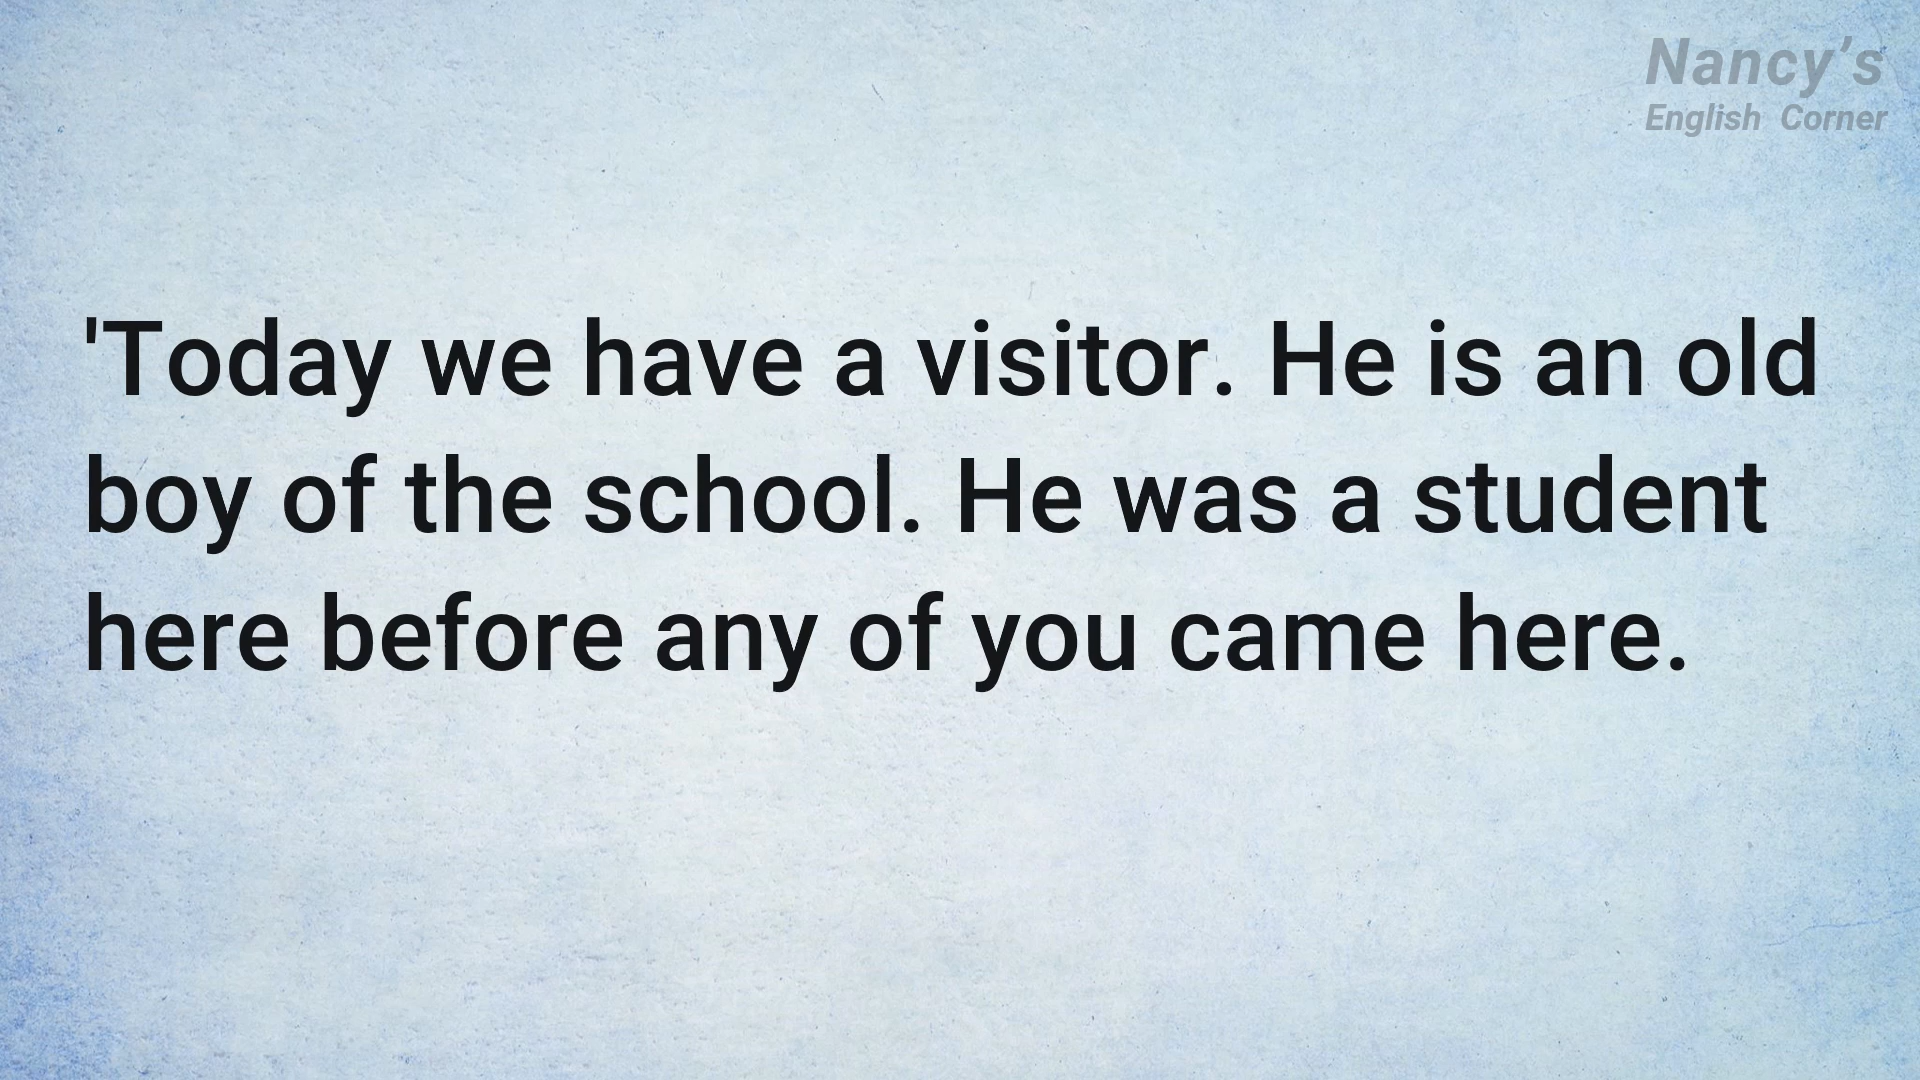 Nancy’s
English Corner
'Today we have a visitor. He is an old
boy of the school. He was a student
here before any of you came here.